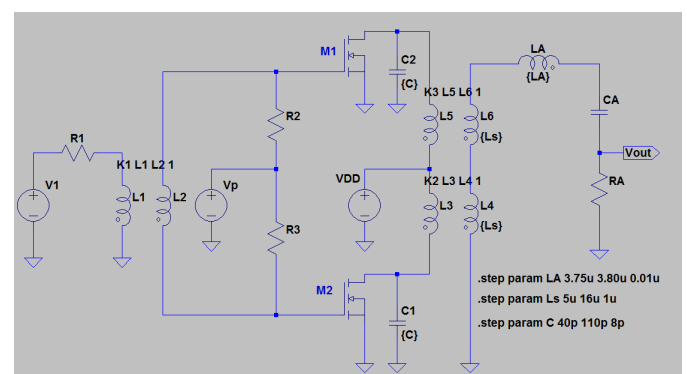 M1
C2
{C}
LA
{LA}
CA
K3 L5 L6 1
L5
L6
{Ls}
R1
R2
Vout
K1 L1 L2 1
V1
L1
L2
Vp
VDD
K2 L3 L4 1
RA
R3
L3
L4
{Ls}
M2
C1
{C}
.step param LA 3.75u 3.80u 0.01u
.step param Ls 5u 16u 1u
.step param C 40p 110p 8p